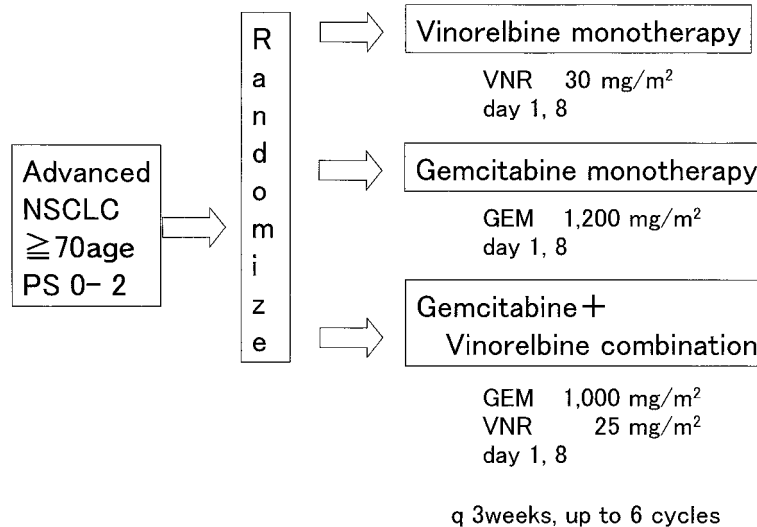 Advanced
NSCLC
≧70age
PS 0-2
Randomize
Vinorelbine monotherapy
VNR 30 mg/m²
day 1, 8
Gemcitabine monotherapy
GEM 1,200 mg/m²
day 1, 8
Gemcitabine+
Vinorelbine combination
GEM 1,000 mg/m²
VNR 25 mg/m²
day 1, 8
q 3weeks, up to 6 cycles